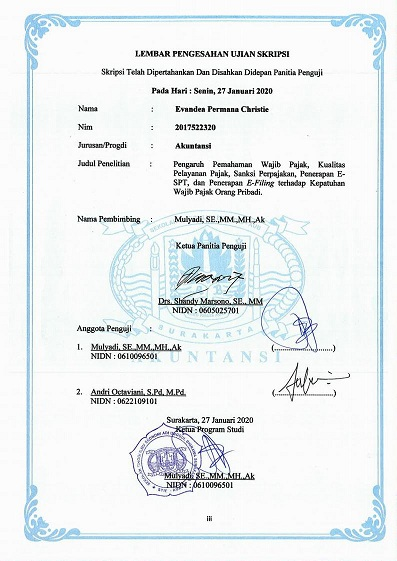 LEMBAR PENGESAHAN UJIAN SKRIPSI
Skripsi Telah Dipertahankan Dan Disahkan Didepan Panitia Penguji
Pada Hari : Senin, 27 Januari 2020
Nama : Evandea Permana Christie
Nim : 2017522320
Jurusan/Progdi : Akuntansi
Judul Penelitian : Pengaruh Pemahaman Wajib Pajak, Kualitas
Pelayanan Pajak, Sanksi Perpajakan, Penerapan E-
SPT, dan Penerapan E-Filing terhadap Kepatuhan
Wajib Pajak Orang Pribadi.
Nama Pembimbing : Mulyadi, SE.,MM.,MH.,Ak
Ketua Panitia Penguji
Drs. Shandy Marsono, SE., MM
NIDN : 0605025701
SURAKARTA
AKUNTANSI
Anggota Penguji :
1. Mulyadi, SE.,MM.,MH.,Ak (........................)
NIDN : 0610096501
2. Andri Octaviani, S.Pd, M.Pd. (........................)
NIDN : 0622109101
Surakarta, 27 Januari 2020
Ketua Program Studi
Mulyadi, SE.,MM.,MH.,Ak
NIDN : 0610096501
iii